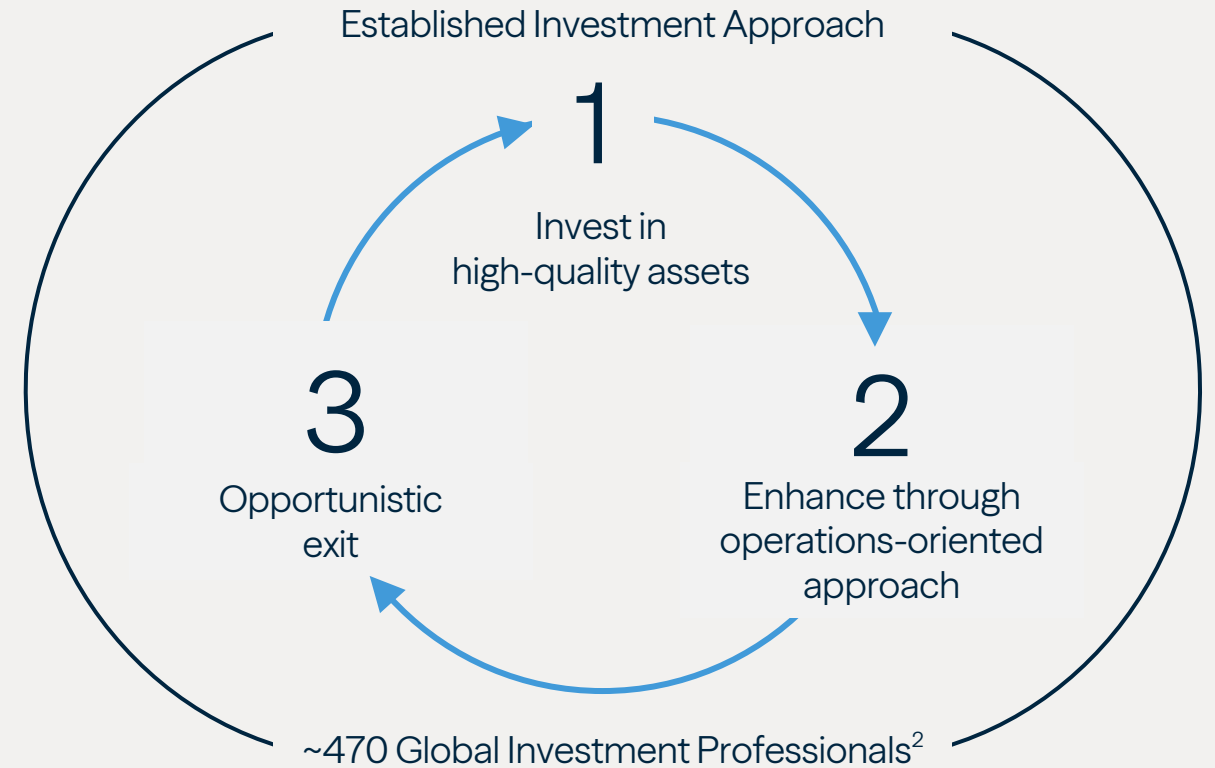 Established Investment Approach
1
Invest in
high-quality assets
2
Enhance through
operations-oriented
approach
3
Opportunistic
exit
~470 Global Investment Professionals²